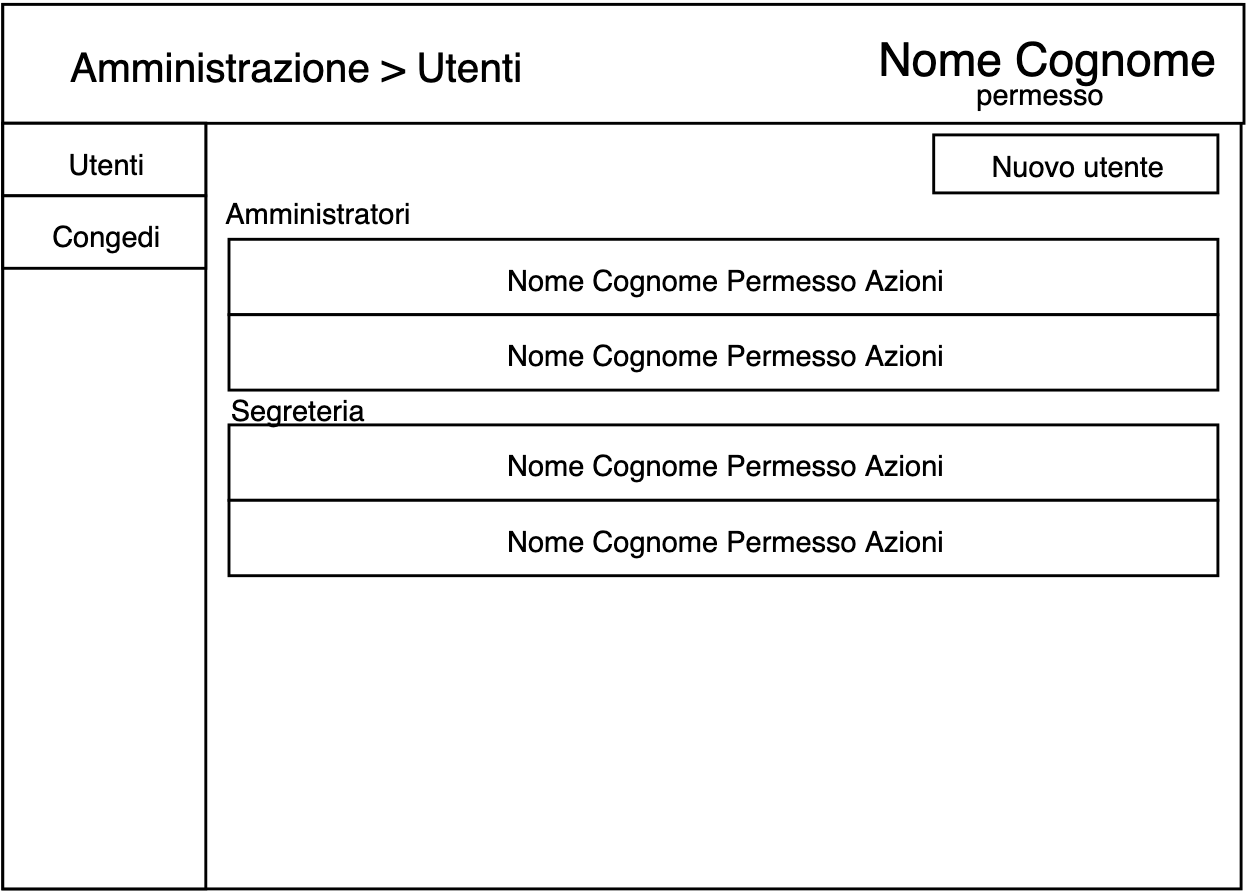 Amministrazione > Utenti
Nome Cognome
permesso
Utenti
Congedi
Nuovo utente
Amministratori
Nome Cognome Permesso Azioni
Nome Cognome Permesso Azioni
Segreteria
Nome Cognome Permesso Azioni
Nome Cognome Permesso Azioni